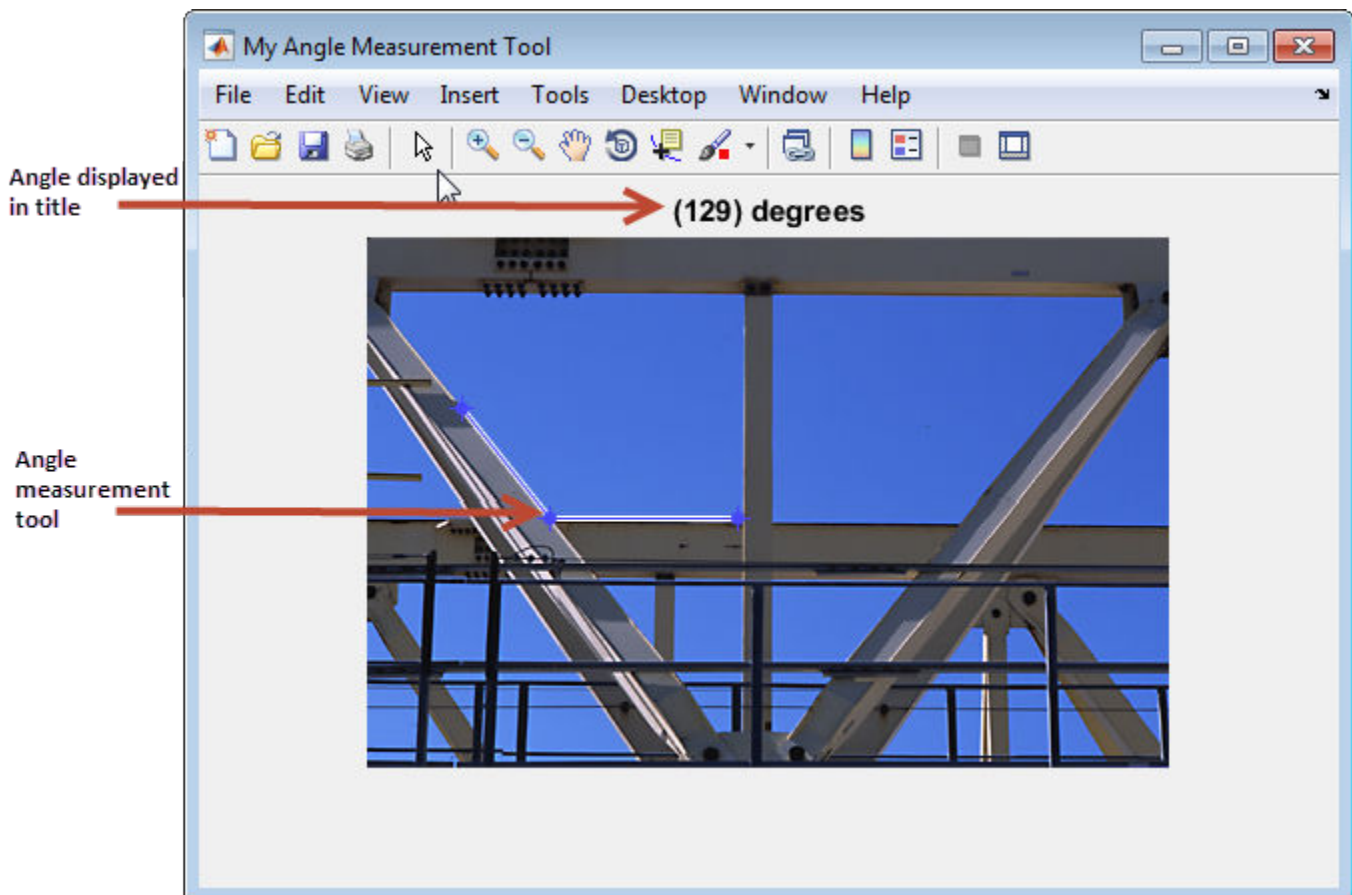 My Angle Measurement Tool
File Edit View Insert Tools Desktop Window Help
Angle displayed
in title
(129) degrees
Angle
measurement
tool